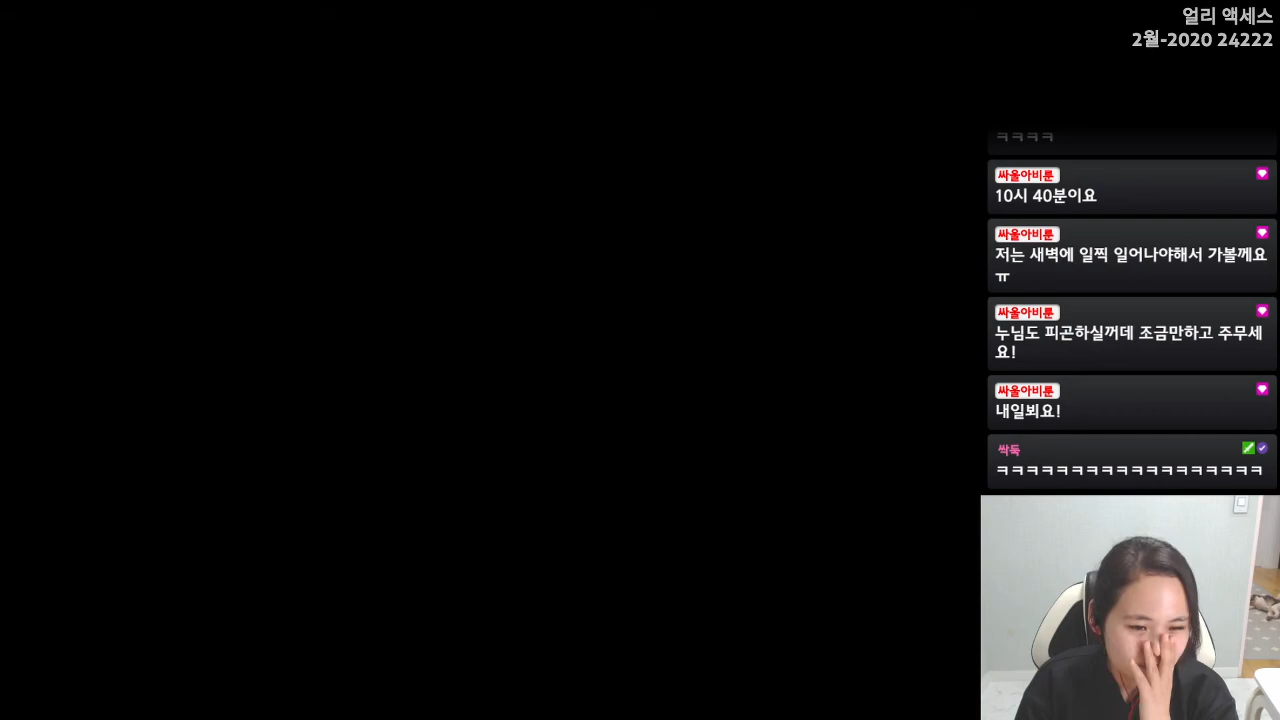 얼리 액세스
2월-2020 24222
ㅋㅋㅋㅋ
싸울아비룬
10시 40분이요
싸울아비룬
저는 새벽에 일찍 일어나야해서 가볼께요
ㅠ
싸울아비룬
누님도 피곤하실꺼데 조금만하고 주무세
요!
싸울아비룬
내일뵈요!
싹둑
ㅋㅋㅋㅋㅋㅋㅋㅋㅋㅋㅋㅋㅋㅋㅋㅋㅋㅋ